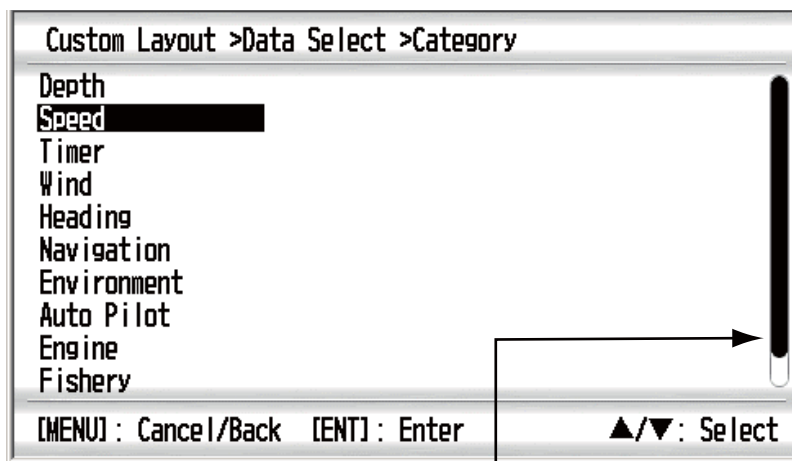 Custom Layout >Data Select >Category
Depth
Speed
Timer
Wind
Heading
Navigation
Environment
Auto Pilot
Engine
Fishery
[MENU]: Cancel/Back [ENT]: Enter ▲/▼: Select